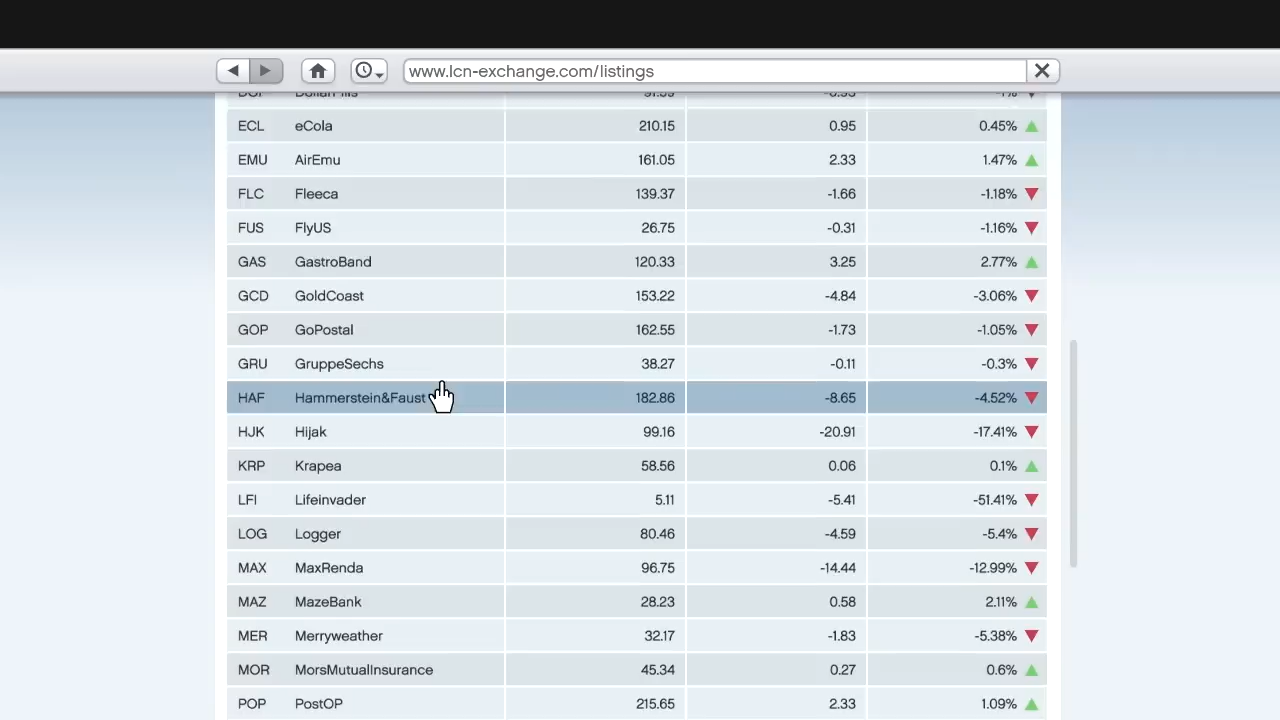 www.lcn-exchange.com/listings
ECL eCola 210.15 0.95 0.45%
EMU AirEmu 161.05 2.33 1.47%
FLC Fleeca 139.37 -1.66 -1.18%
FUS FlyUS 26.75 -0.31 -1.16%
GAS GastroBand 120.33 3.25 2.77%
GCD GoldCoast 153.22 -4.84 -3.06%
GOP GoPostal 162.55 -1.73 -1.05%
GRU GruppeSechs 38.27 -0.11 -0.3%
HAF Hammerstein&Faust 182.86 -8.65 -4.52%
HJK Hijak 99.16 -20.91 -17.41%
KRP Krapea 58.56 0.06 0.1%
LFI Lifeinvader 5.11 -5.41 -51.41%
LOG Logger 80.46 -4.59 -5.4%
MAX MaxRenda 96.75 -14.44 -12.99%
MAZ MazeBank 28.23 0.58 2.11%
MER Merryweather 32.17 -1.83 -5.38%
MOR MorsMutualInsurance 45.34 0.27 0.6%
POP PostOP 215.65 2.33 1.09%